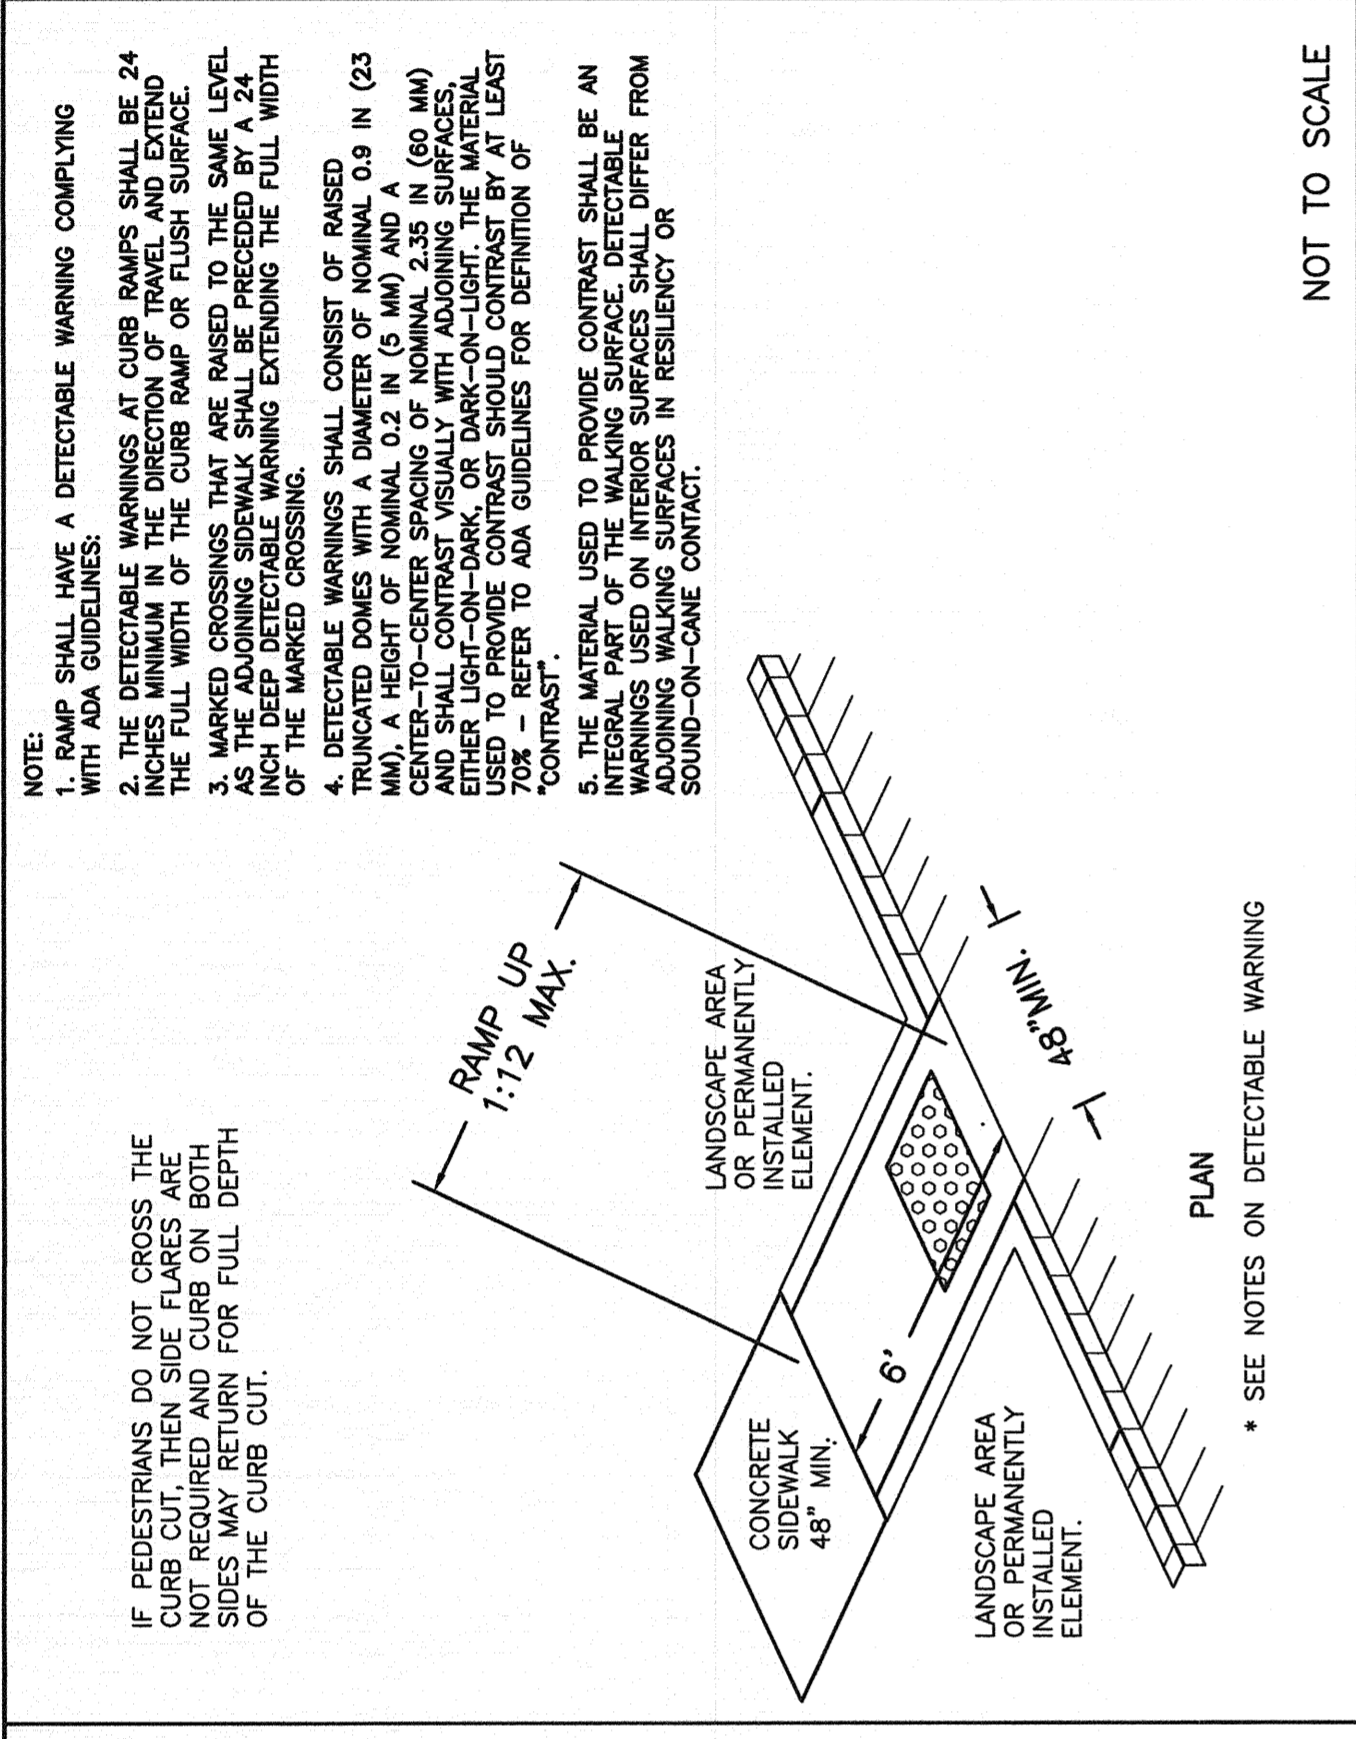 IF PEDESTRIANS DO NOT CROSS THE
CURB CUT, THEN SIDE FLARES ARE
NOT REQUIRED AND CURB ON BOTH
SIDES MAY RETURN FOR FULL DEPTH
OF THE CURB CUT.
NOTE:
1. RAMP SHALL HAVE A DETECTABLE WARNING COMPLYING
WITH ADA GUIDELINES:
2. THE DETECTABLE WARNINGS AT CURB RAMPS SHALL BE 24
INCHES MINIMUM IN THE DIRECTION OF TRAVEL AND EXTEND
THE FULL WIDTH OF THE CURB RAMP OR FLUSH SURFACE.
3. MARKED CROSSINGS THAT ARE RAISED TO THE SAME LEVEL
AS THE ADJOINING SIDEWALK SHALL BE PRECEDED BY A 24
INCH DEEP DETECTABLE WARNING EXTENDING THE FULL WIDTH
OF THE MARKED CROSSING.
4. DETECTABLE WARNINGS SHALL CONSIST OF RAISED
TRUNCATED DOMES WITH A DIAMETER OF NOMINAL 0.9 IN (23
MM), A HEIGHT OF NOMINAL 0.2 IN (5 MM) AND A
CENTER-TO-CENTER SPACING OF NOMINAL 2.35 IN (60 MM)
AND SHALL CONTRAST VISUALLY WITH ADJOINING SURFACES,
EITHER LIGHT-ON-DARK, OR DARK-ON-LIGHT. THE MATERIAL
USED TO PROVIDE CONTRAST SHOULD CONTRAST BY AT LEAST
70% - REFER TO ADA GUIDELINES FOR DEFINITION OF
"CONTRAST".
5. THE MATERIAL USED TO PROVIDE CONTRAST SHALL BE AN
INTEGRAL PART OF THE WALKING SURFACE. DETECTABLE
WARNINGS USED ON INTERIOR SURFACES SHALL DIFFER FROM
ADJOINING WALKING SURFACES IN RESILIENCY OR
SOUND-ON-CANE CONTACT.
RAMP UP
1:12 MAX.
LANDSCAPE AREA
OR PERMANENTLY
INSTALLED
ELEMENT.
CONCRETE
SIDEWALK
48" MIN.
6'
48"MIN.
LANDSCAPE AREA
OR PERMANENTLY
INSTALLED
ELEMENT.
PLAN
* SEE NOTES ON DETECTABLE WARNING
NOT TO SCALE